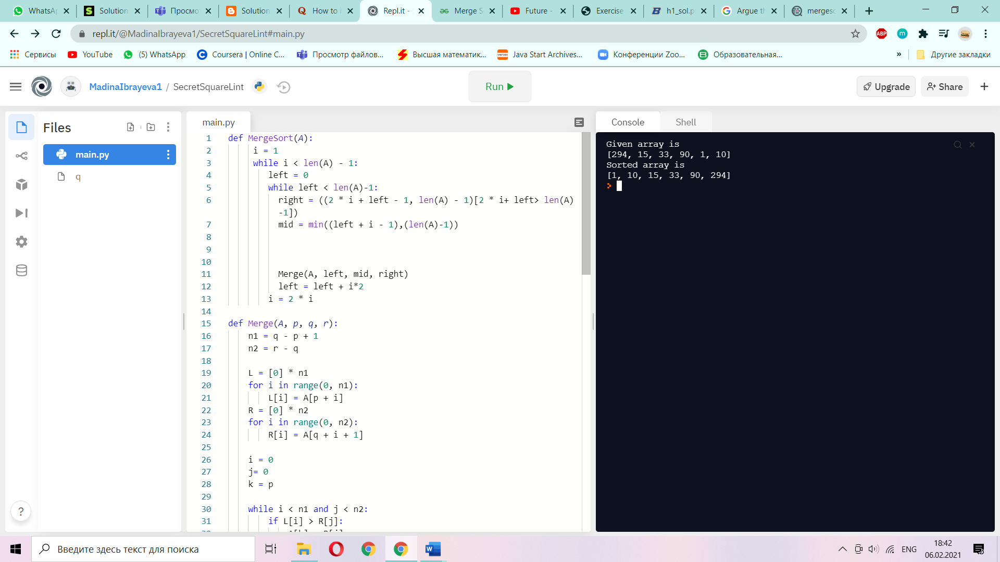 WhatsAp
Solution
Просмо
Solution
How to i
Repl.it -
Merge S
Future -
Exercise
h1_sol.p
Argue th
mergesc
repl.it/@MadinaIbrayeva1/SecretSquareLint#main.py
ABP
m
Сервисы
YouTube
(5) WhatsApp
Coursera | Online C...
Просмотр файлов...
Высшая математик...
Java Start Archives...
Конференции Zoo...
Образовательная...
»
Другие закладки
MadinaIbrayeva1 / SecretSquareLint
Run
Upgrade
Share
Files
main.py
q
main.py
1 def MergeSort(A):
2 i = 1
3 while i < len(A) - 1:
4 left = 0
5 while left < len(A)-1:
6 right = ((2 * i + left - 1, len(A) - 1)[2 * i+ left> len(A)
-1])
7 mid = min((left + i - 1),(len(A)-1))
8
9
10
11 Merge(A, left, mid, right)
12 left = left + i*2
13 i = 2 * i
14
15 def Merge(A, p, q, r):
16 n1 = q - p + 1
17 n2 = r - q
18
19 L = [0] * n1
20 for i in range(0, n1):
21 L[i] = A[p + i]
22 R = [0] * n2
23 for i in range(0, n2):
24 R[i] = A[q + i + 1]
25
26 i = 0
27 j= 0
28 k = p
29
30 while i < n1 and j < n2:
31 if L[i] > R[j]:
Console
Shell
Given array is
[294, 15, 33, 90, 1, 10]
Sorted array is
[1, 10, 15, 33, 90, 294]
?
Введите здесь текст для поиска
ENG
18:42
06.02.2021